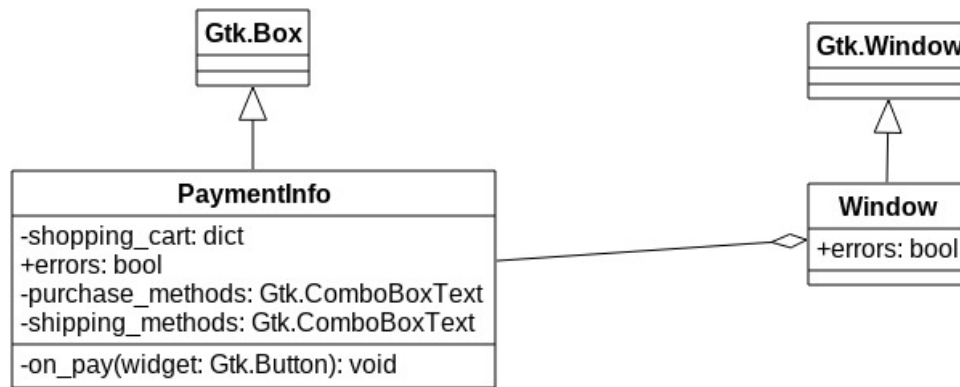 Gtk.Box
Gtk.Window
PaymentInfo
-shopping_cart: dict
+errors: bool
-purchase_methods: Gtk.ComboBoxText
-shipping_methods: Gtk.ComboBoxText
-on_pay(widget: Gtk.Button): void
Window
+errors: bool